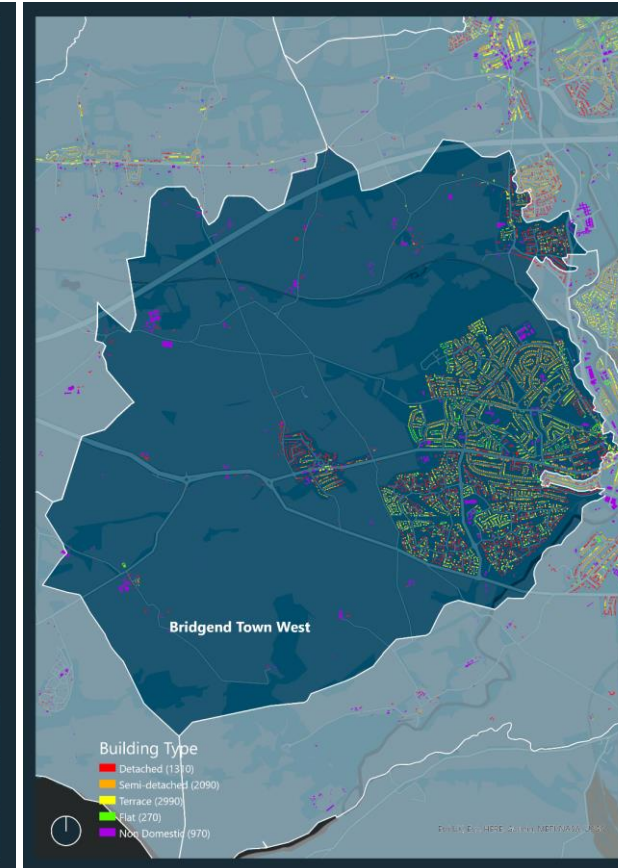 Bridgend Town West
Building Type
Detached (1310)
Semi-detached (2090)
Terrace (2990)
Flat (270)
Non Domestic (970)